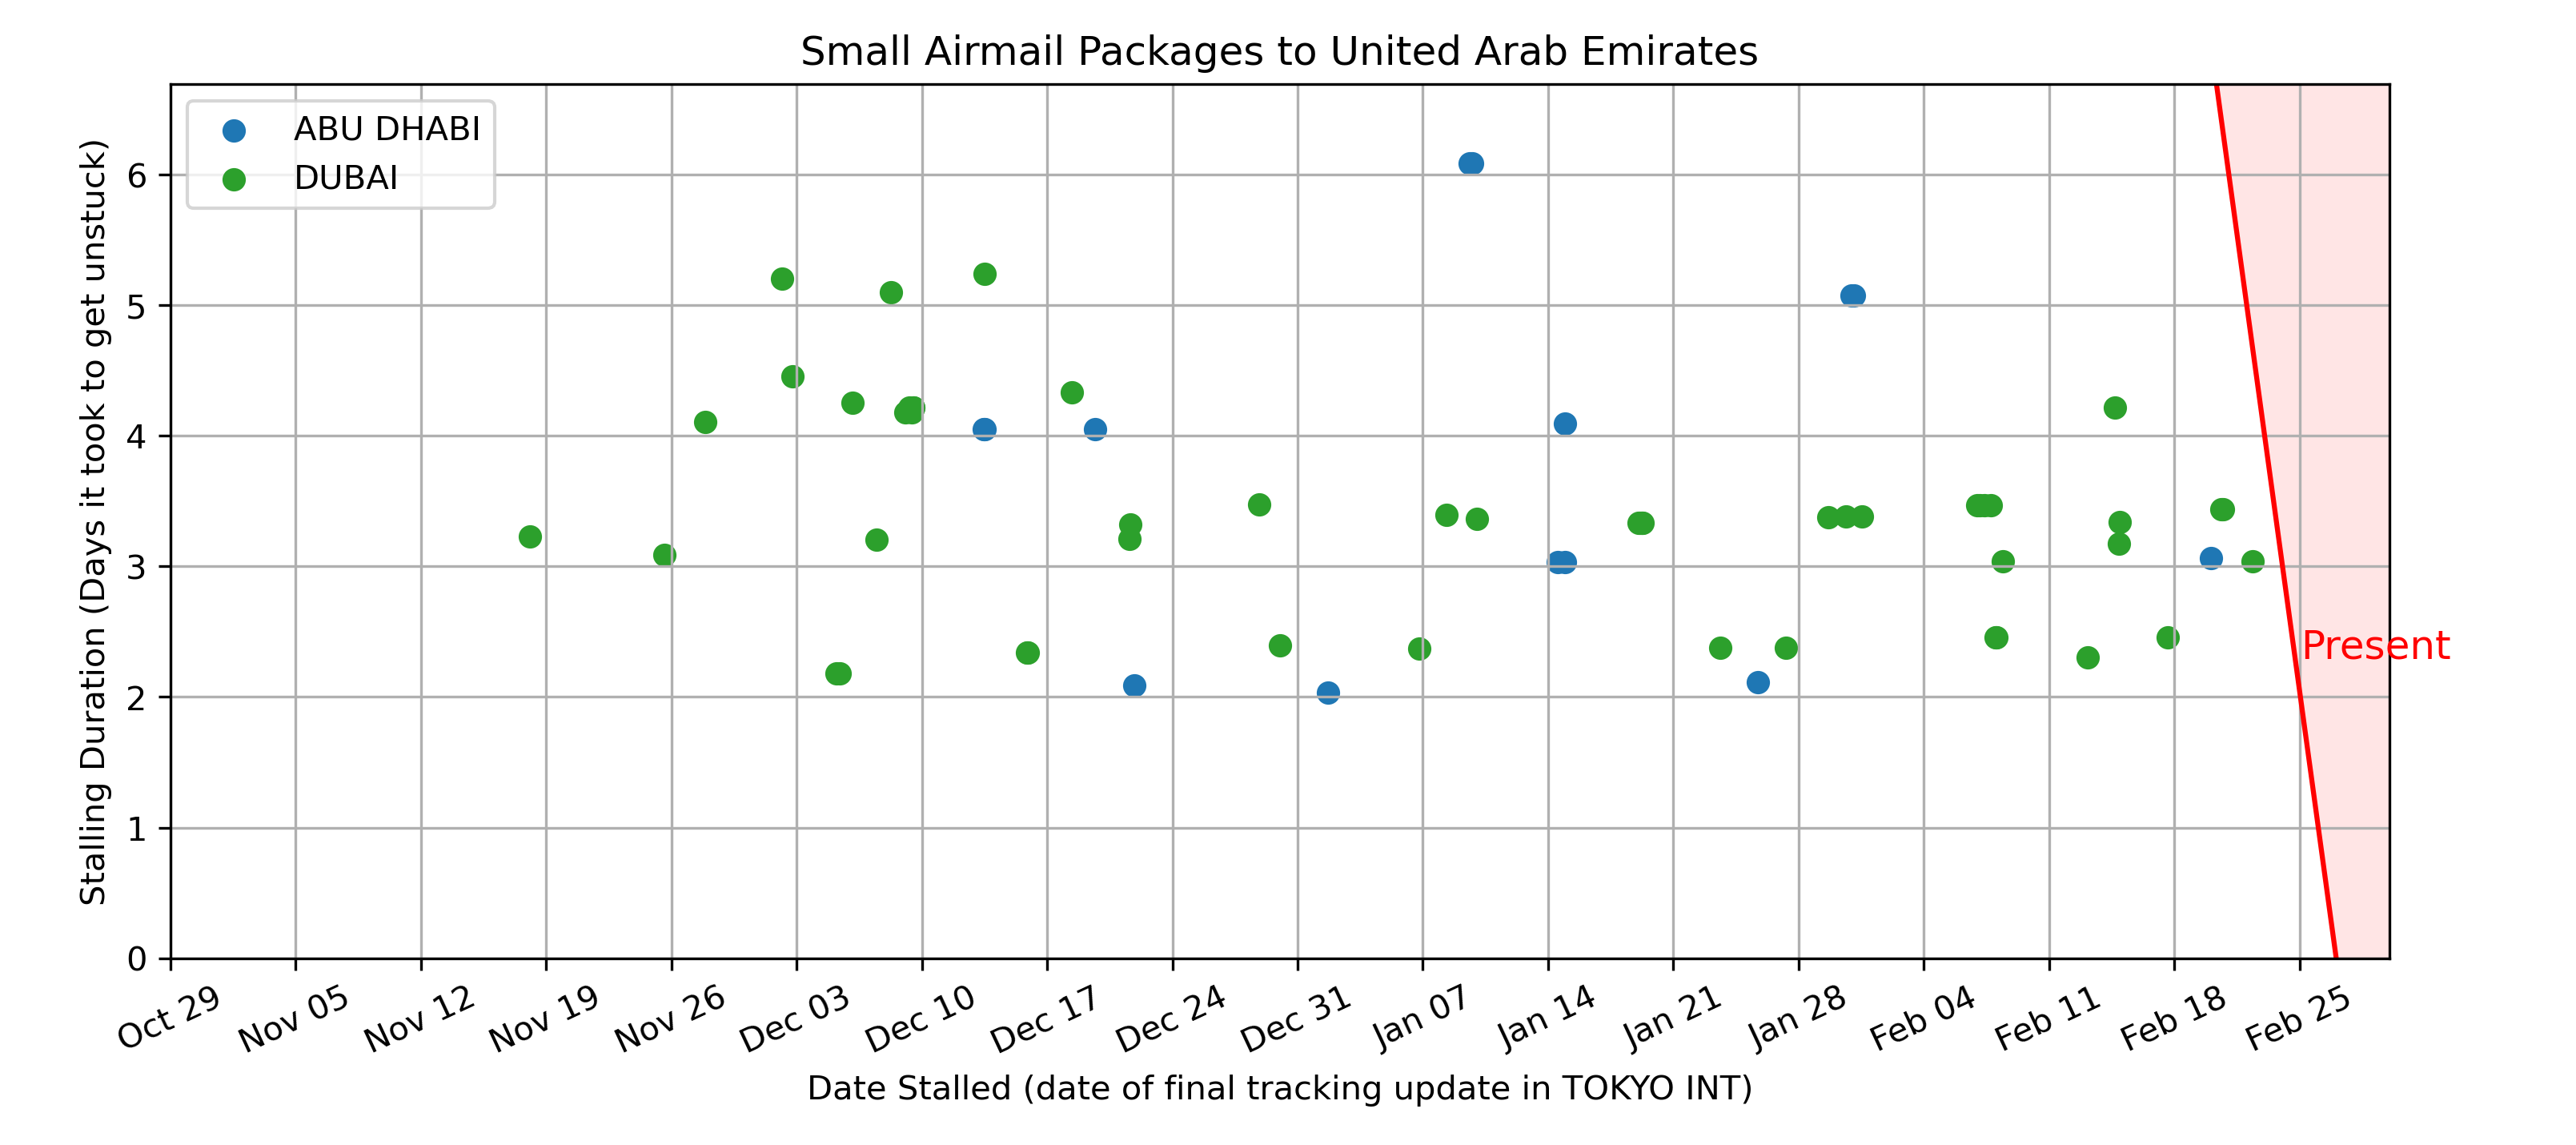 Small Airmail Packages to United Arab Emirates
ABU DHABI
DUBAI
Stalling Duration (Days it took to get unstuck)
6
5
4
3
2
1
0
Present
Oct 29
Nov 05
Nov 12
Nov 19
Nov 26
Dec 03
Dec 10
Dec 17
Dec 24
Dec 31
Jan 07
Jan 14
Jan 21
Jan 28
Feb 04
Feb 11
Feb 18
Feb 25
Date Stalled (date of final tracking update in TOKYO INT)